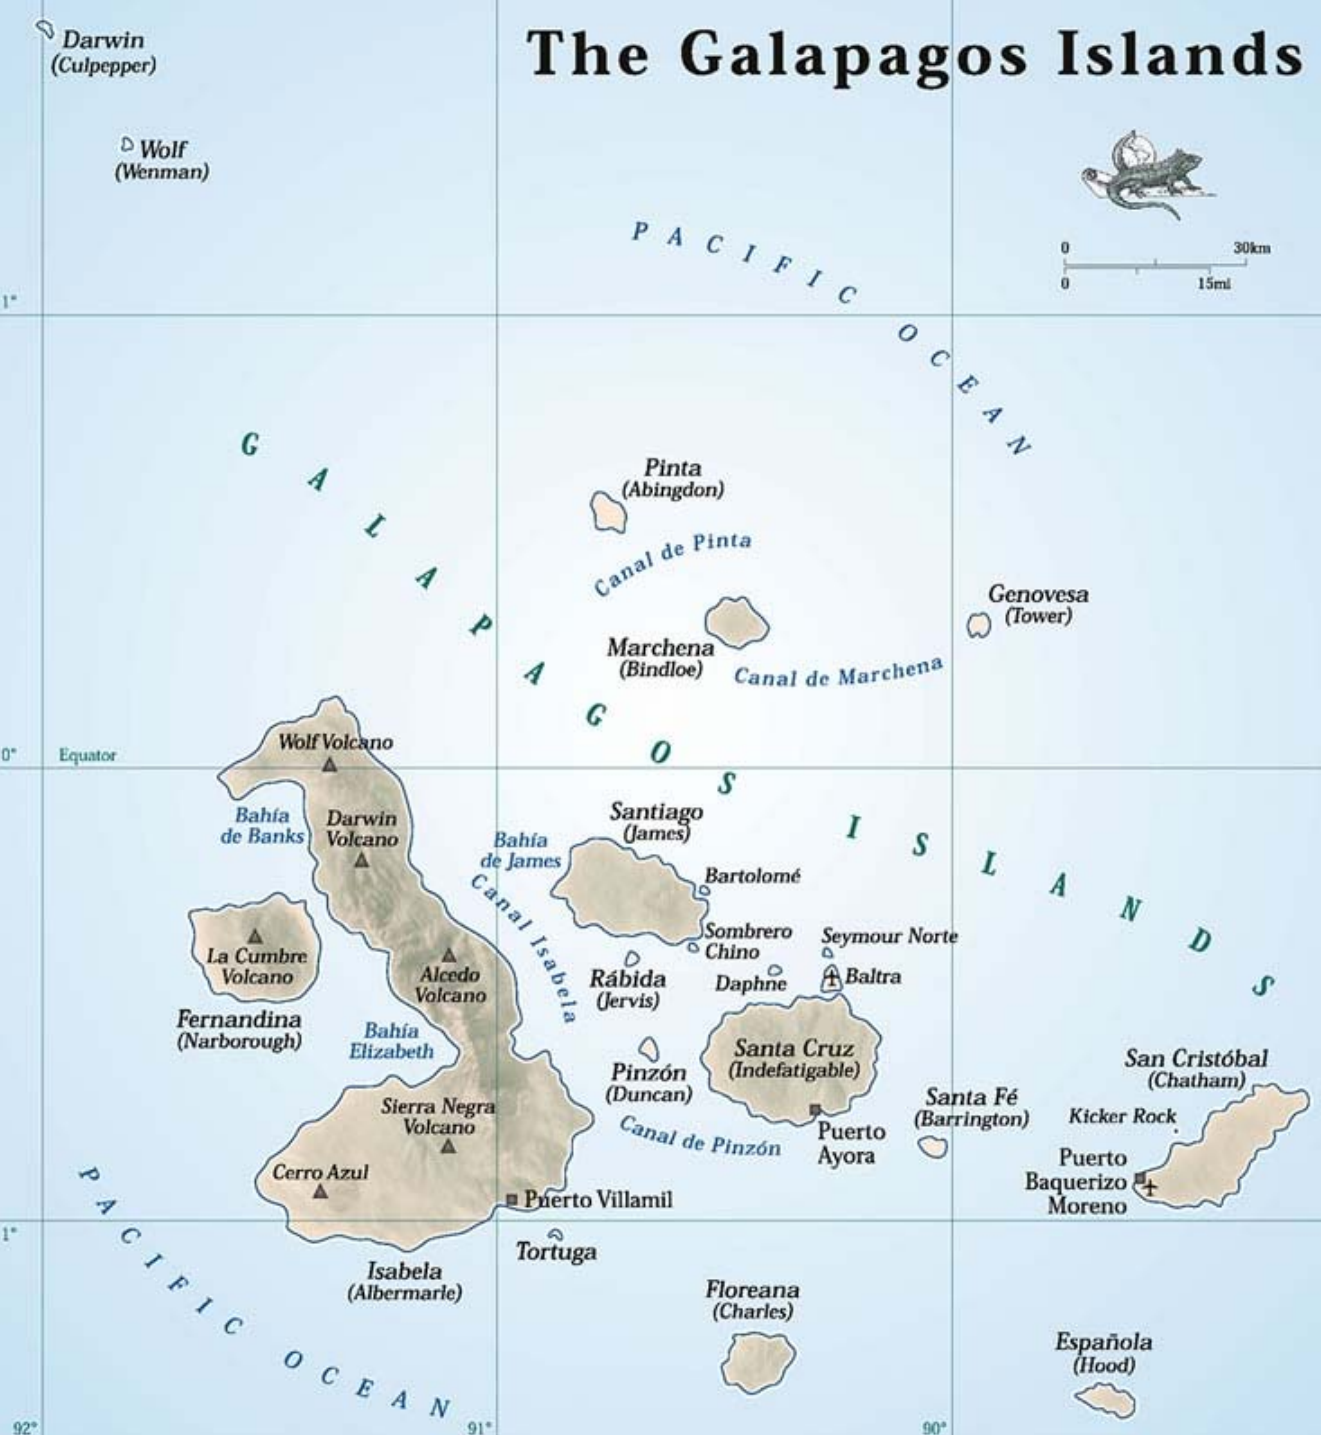 The Galapagos Islands
Darwin
(Culpepper)
Wolf
(Wenman)
PACIFIC OCEAN
0 30km
0 15mi
1°
GALAPAGOS ISLANDS
Pinta
(Abingdon)
Canal de Pinta
Genovesa
(Tower)
Marchena
(Bindloe)
Canal de Marchena
0°
Equator
Wolf Volcano
Bahía
de Banks
Darwin
Volcano
Santiago
(James)
Bahía
de James
Bartolomé
Canal Isabela
Sombrero
Chino
Seymour Norte
La Cumbre
Volcano
Alcedo
Volcano
Rábida
(Jervis)
Daphne
Baltra
Fernandina
(Narborough)
Bahía
Elizabeth
Pinzón
(Duncan)
Santa Cruz
(Indefatigable)
San Cristóbal
(Chatham)
Sierra Negra
Volcano
Canal de Pinzón
Puerto
Ayora
Santa Fé
(Barrington)
Kicker Rock
Cerro Azul
Puerto
Baquerizo
Moreno
Puerto Villamil
1°
Tortuga
Isabela
(Albermarle)
PACIFIC OCEAN
Floreana
(Charles)
Española
(Hood)
92°
91°
90°